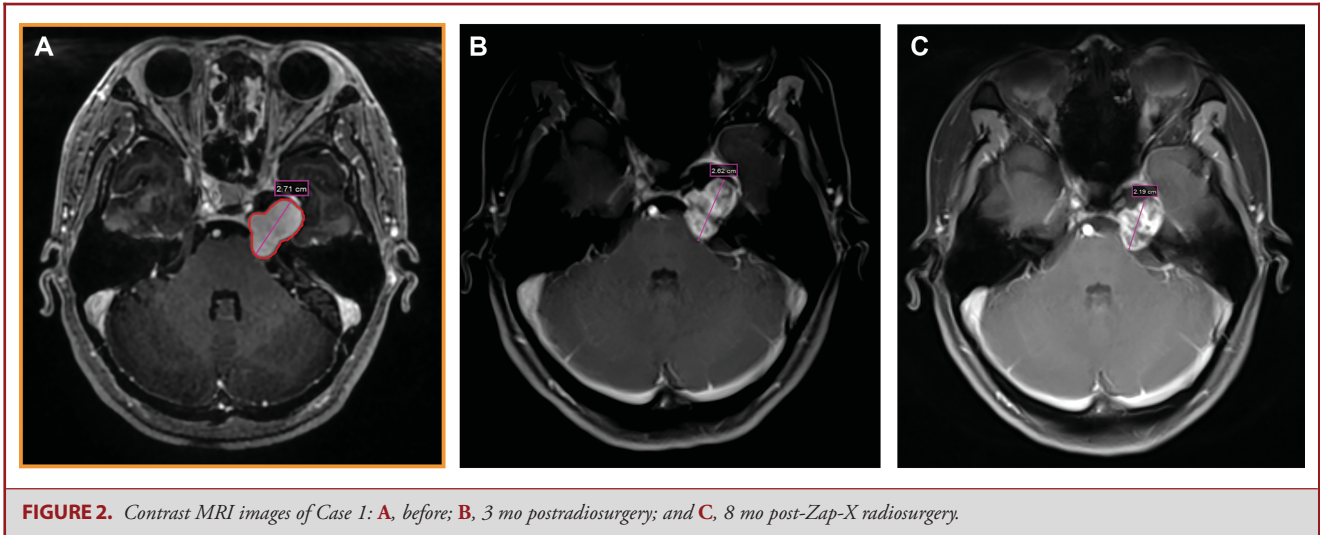 A
B
C
2.71 cm
2.62 cm
2.19 cm
FIGURE 2. Contrast MRI images of Case 1: A, before; B, 3 mo postradiosurgery; and C, 8 mo post-Zap-X radiosurgery.